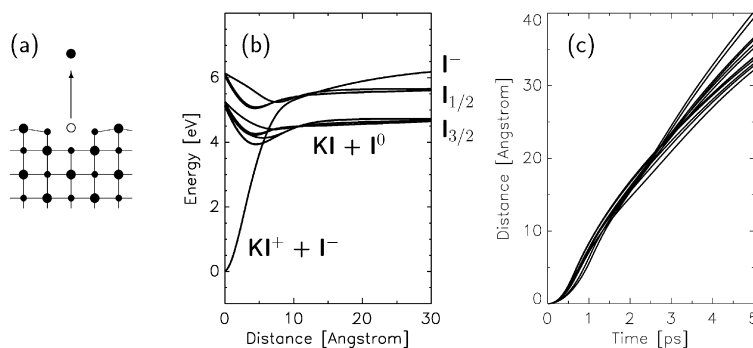 (a)
(b)
6
4
2
0
Energy [eV]
KI + I⁰
KI⁺ + I⁻
0 10 20 30
Distance [Angstrom]
I⁻
I₁/₂
I₃/₂
(c)
40
30
20
10
0
Distance [Angstrom]
0 1 2 3 4 5
Time [ps]